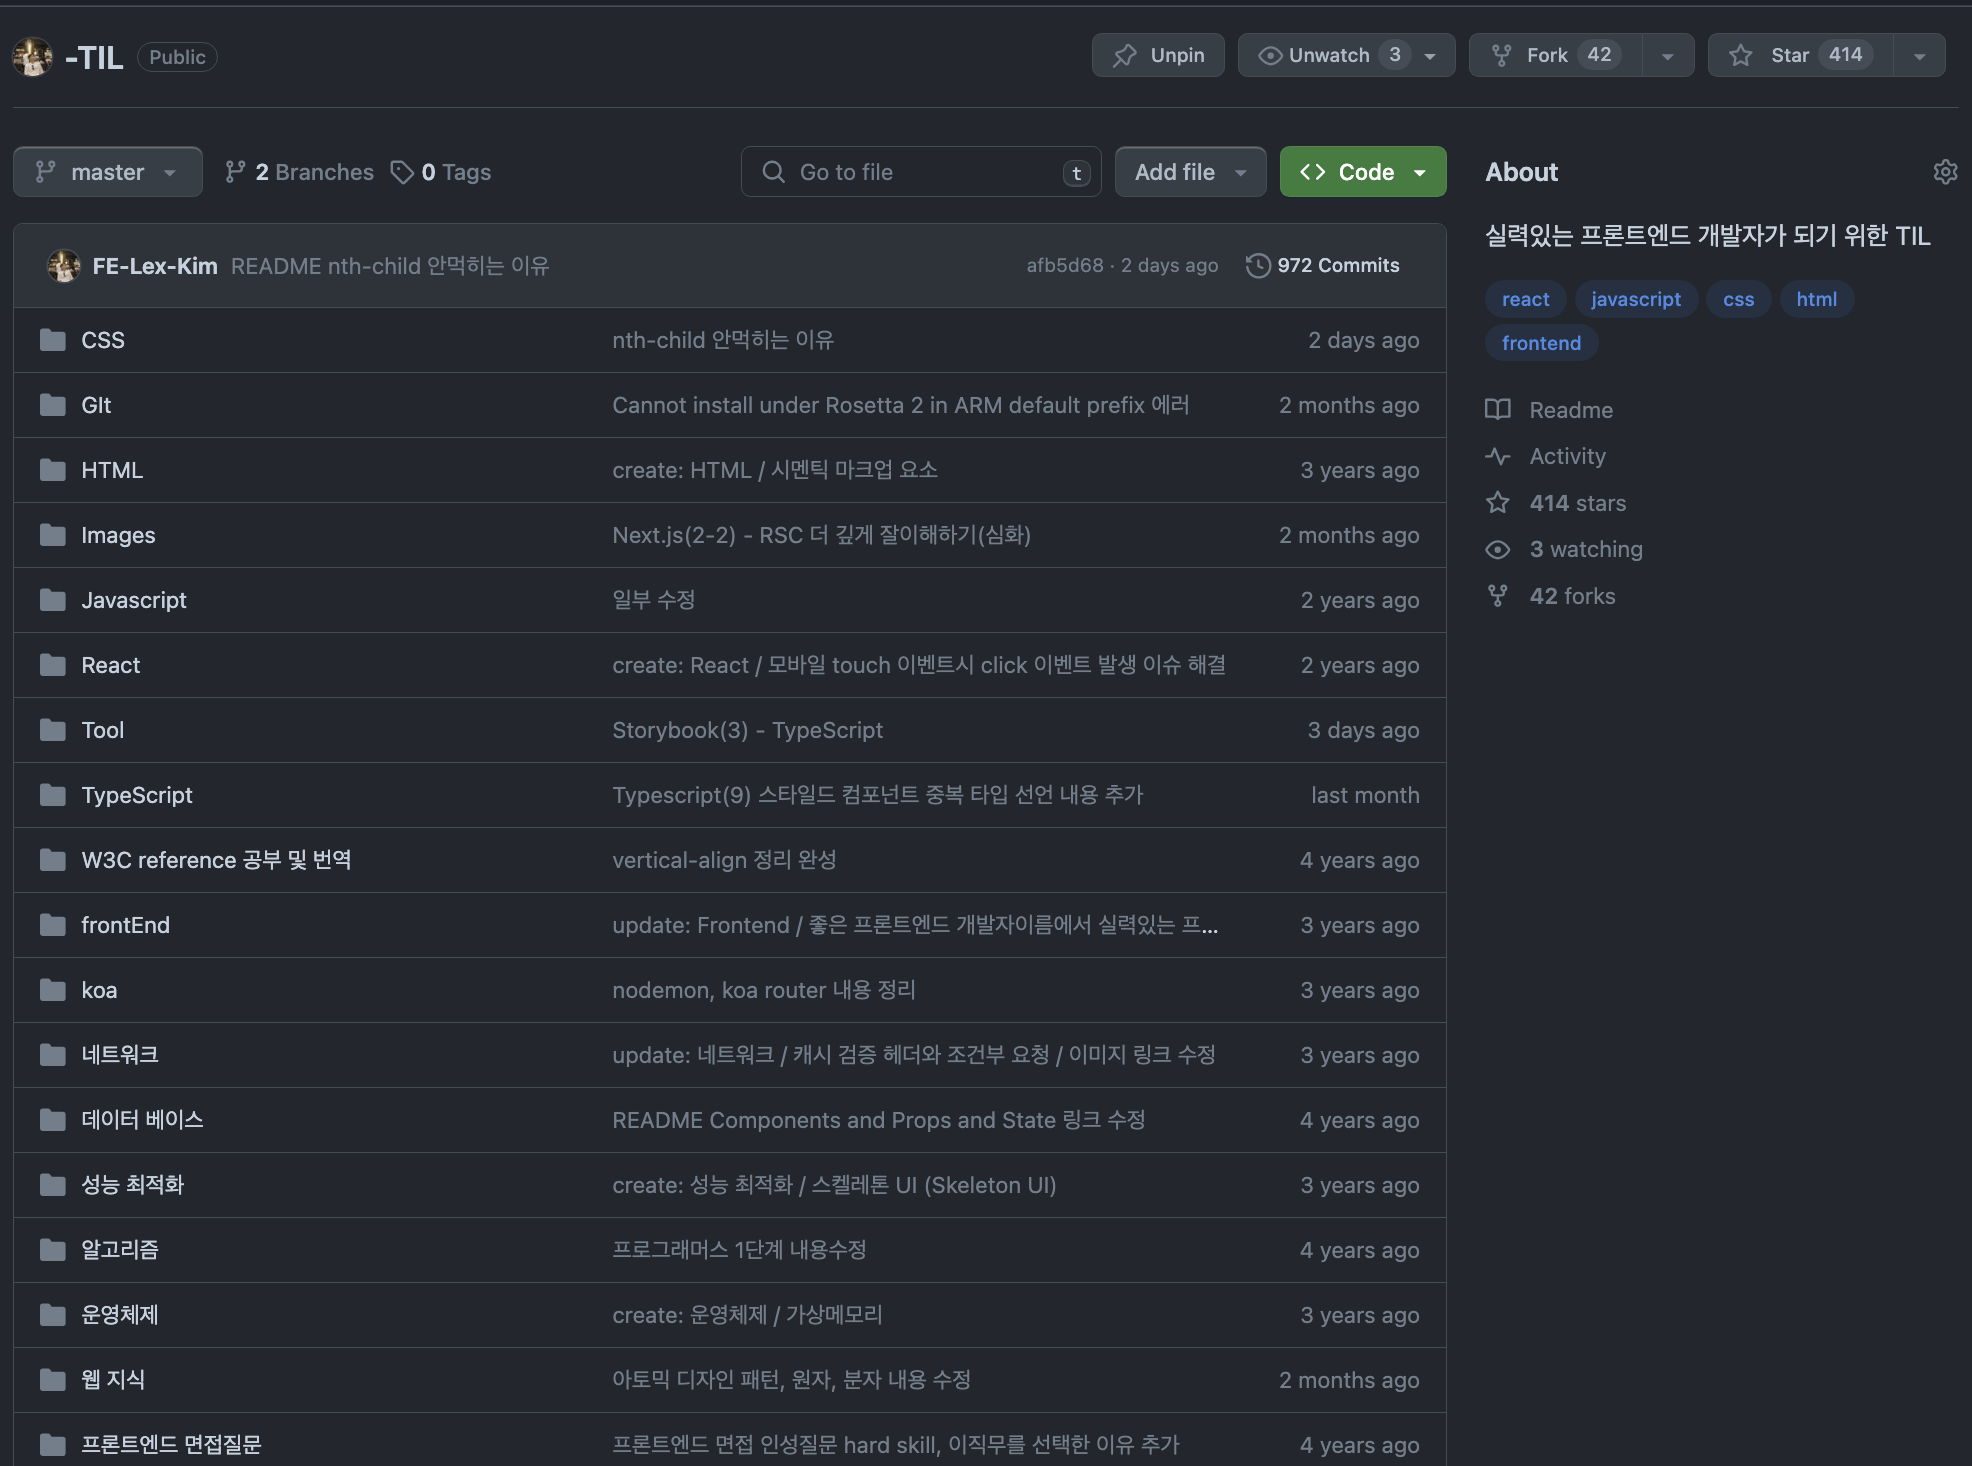 -TIL Public Unpin Unwatch 3 Fork 42 Star 414
master 2 Branches 0 Tags Go to file t Add file Code
FE-Lex-Kim README nth-child 안먹히는 이유 afb5d68 · 2 days ago 972 Commits
CSS nth-child 안먹히는 이유 2 days ago
GIt Cannot install under Rosetta 2 in ARM default prefix 에러 2 months ago
HTML create: HTML / 시멘틱 마크업 요소 3 years ago
Images Next.js(2-2) - RSC 더 깊게 잘이해하기(심화) 2 months ago
Javascript 일부 수정 2 years ago
React create: React / 모바일 touch 이벤트시 click 이벤트 발생 이슈 해결 2 years ago
Tool Storybook(3) - TypeScript 3 days ago
TypeScript Typescript(9) 스타일드 컴포넌트 중복 타입 선언 내용 추가 last month
W3C reference 공부 및 번역 vertical-align 정리 완성 4 years ago
frontEnd update: Frontend / 좋은 프론트엔드 개발자이름에서 실력있는 프... 3 years ago
koa nodemon, koa router 내용 정리 3 years ago
네트워크 update: 네트워크 / 캐시 검증 헤더와 조건부 요청 / 이미지 링크 수정 3 years ago
데이터 베이스 README Components and Props and State 링크 수정 4 years ago
성능 최적화 create: 성능 최적화 / 스켈레톤 UI (Skeleton UI) 3 years ago
알고리즘 프로그래머스 1단계 내용수정 4 years ago
운영체제 create: 운영체제 / 가상메모리 3 years ago
웹 지식 아토믹 디자인 패턴, 원자, 분자 내용 수정 2 months ago
프론트엔드 면접질문 프론트엔드 면접 인성질문 hard skill, 이직무를 선택한 이유 추가 4 years ago
About
실력있는 프론트엔드 개발자가 되기 위한 TIL
react javascript css html
frontend
Readme
Activity
414 stars
3 watching
42 forks